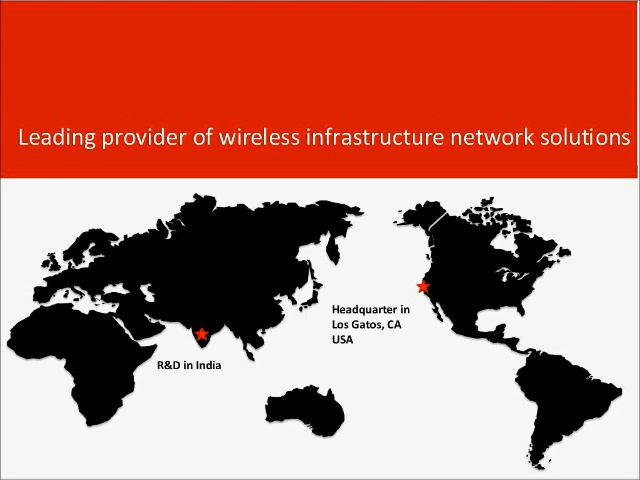 Leading provider of wireless infrastructure network solutions
Headquarter in
Los Gatos, CA
USA
R&D in India